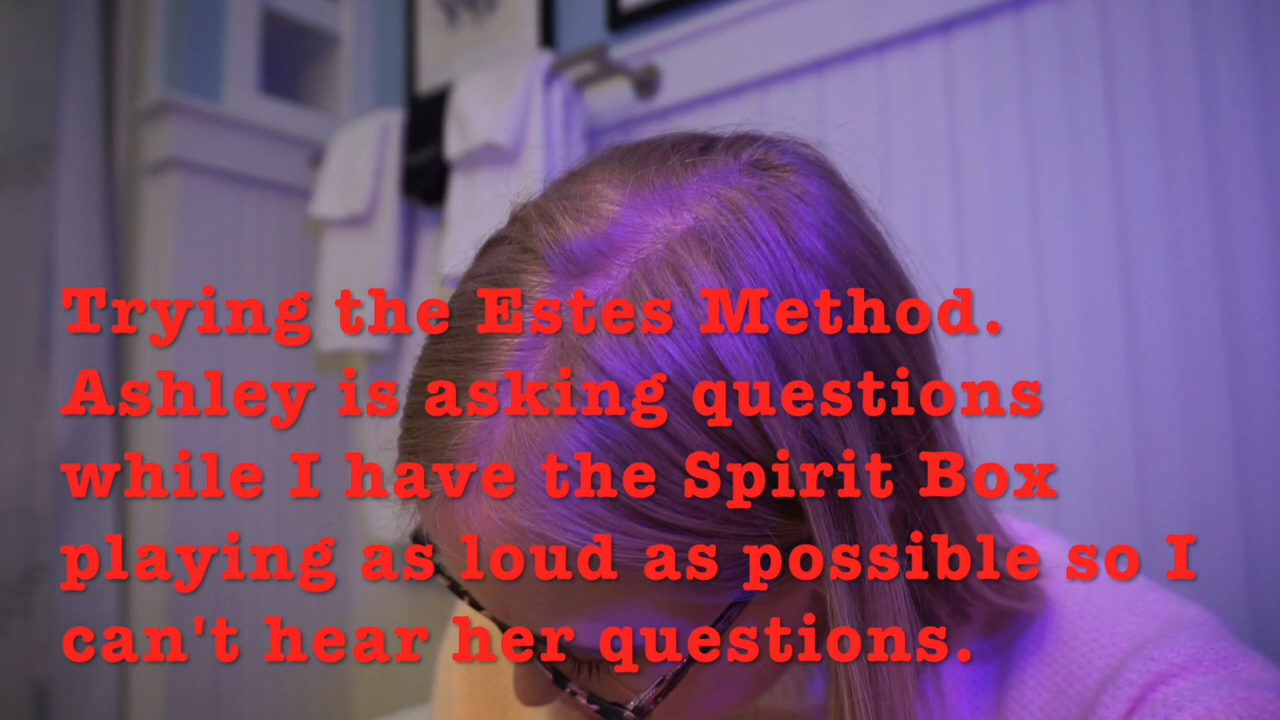 Trying the Estes Method.
Ashley is asking questions
while I have the Spirit Box
playing as loud as possible so I
can't hear her questions.